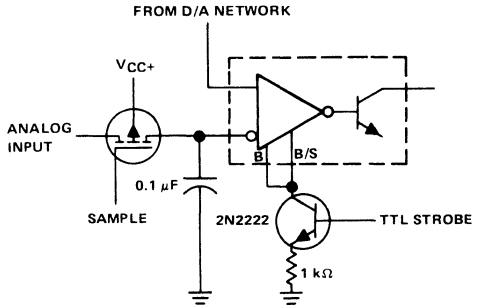 FROM D/A NETWORK
VCC+
ANALOG
INPUT
B
B/S
0.1 µF
SAMPLE
2N2222
TTL STROBE
1 kΩ